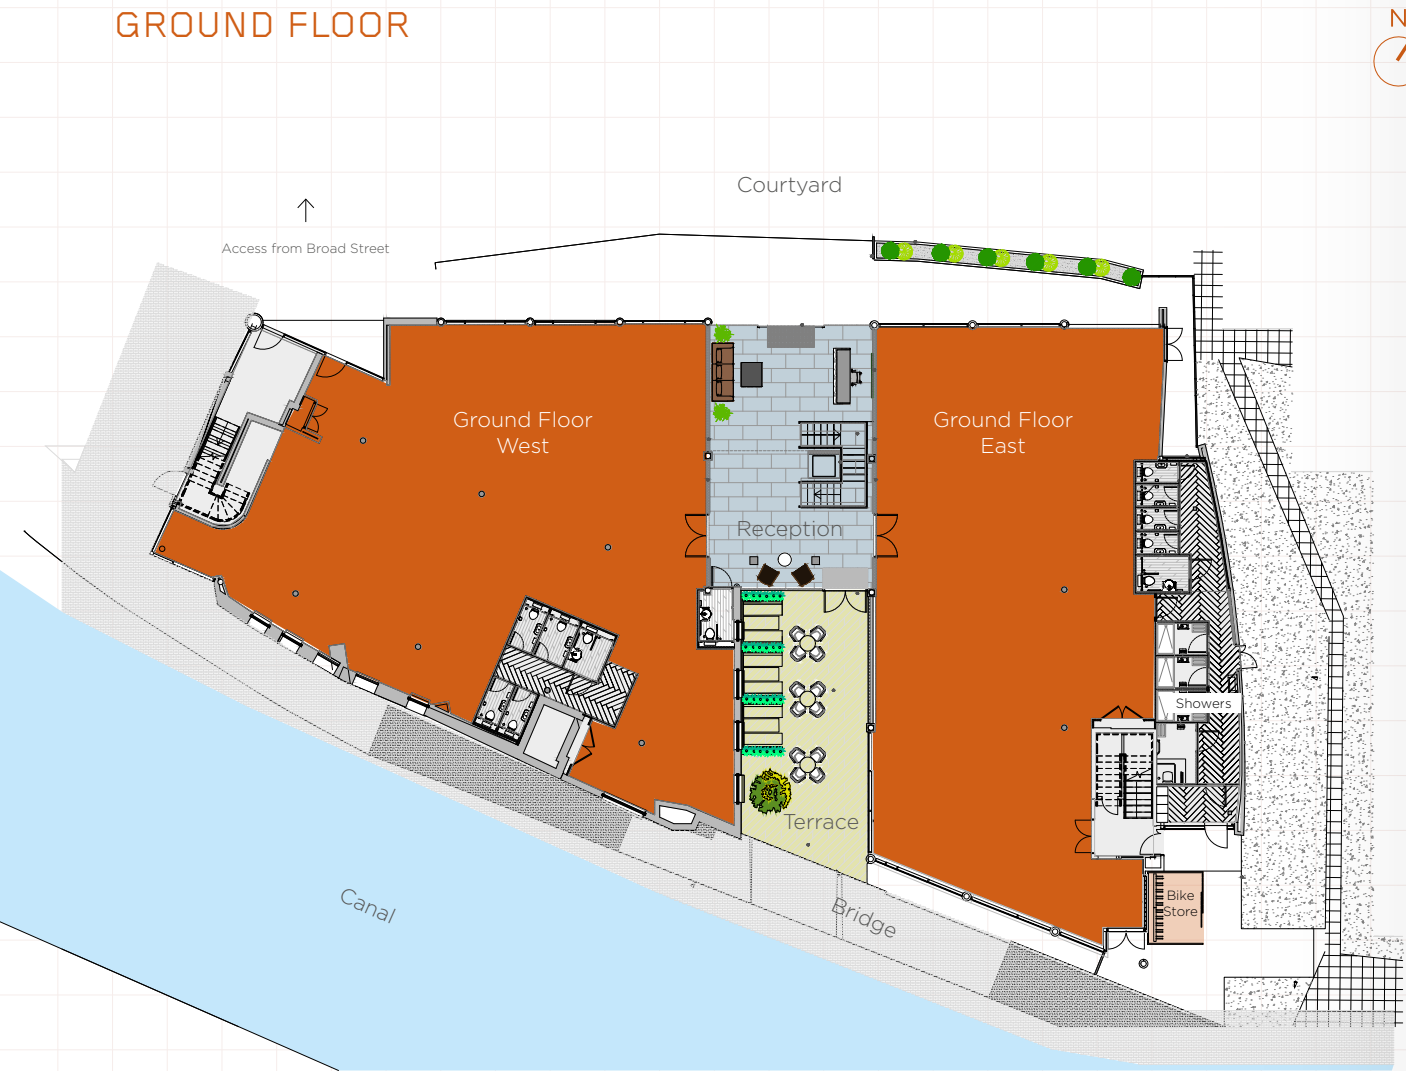 GROUND FLOOR
N
Courtyard
Access from Broad Street
Ground Floor
West
Ground Floor
East
Reception
Showers
Terrace
Bike
Store
Canal
Bridge